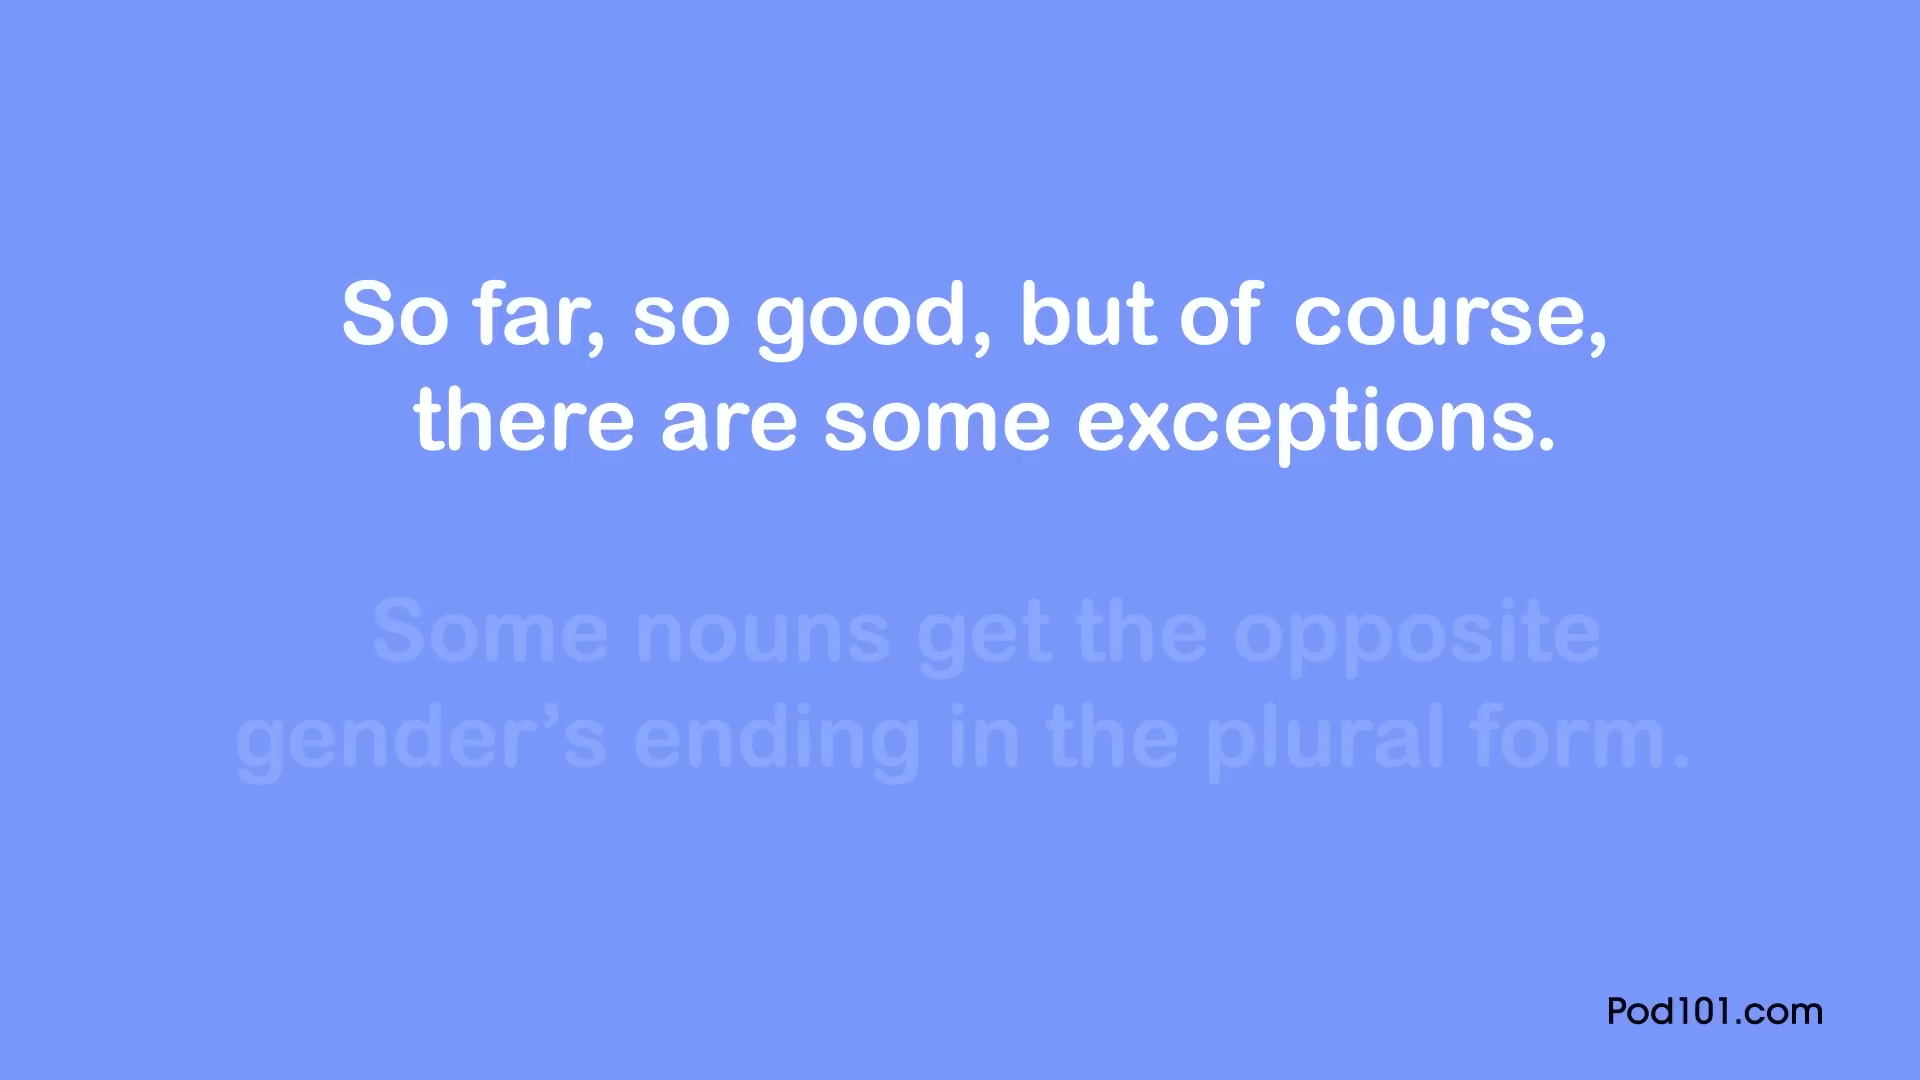 So far, so good, but of course,
there are some exceptions.
Some nouns get the opposite
gender’s ending in the plural form.
Pod101.com